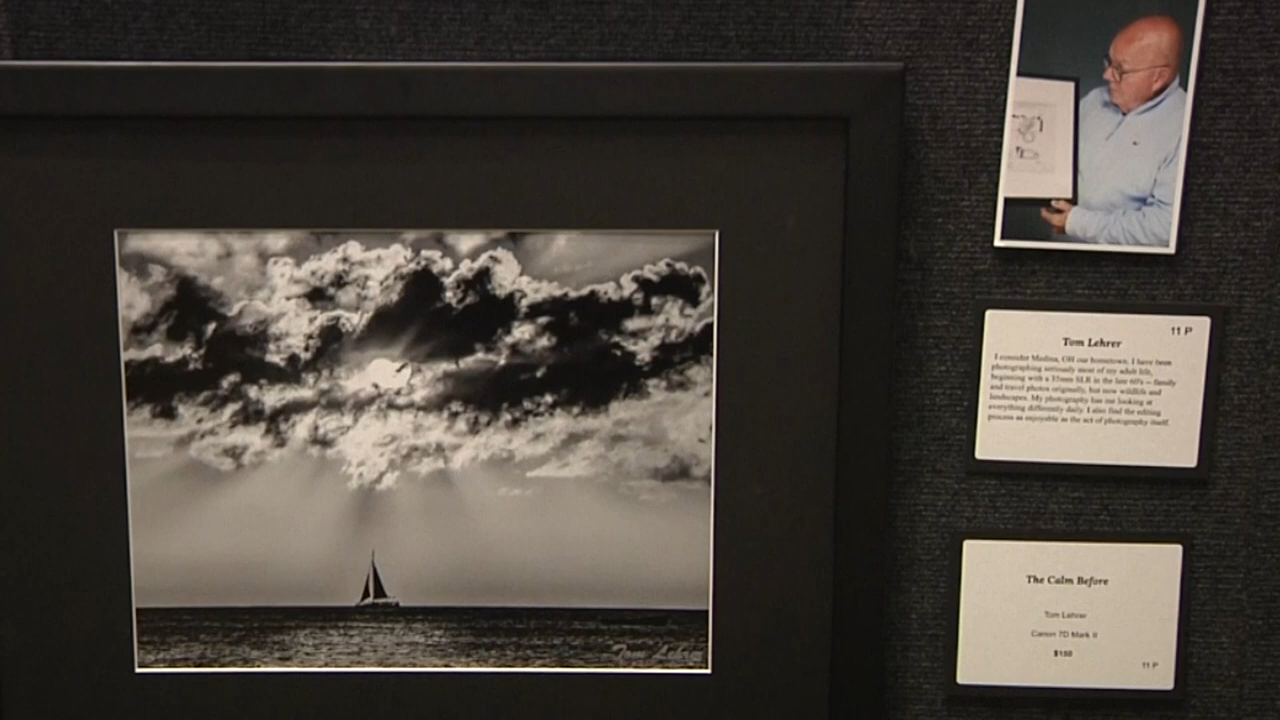 11 P
Tom Lehrer
I consider Medina, OH our hometown. I have been
photographing seriously most of my adult life,
beginning with a 35mm SLR in the late 60's – family
and travel photos originally, but now wildlife and
landscapes. My photography has me looking at
everything differently daily. I also find the editing
process as enjoyable as the act of photography itself.
The Calm Before
Tom Lehrer
Canon 7D Mark II
$150
11 P
Tom Lehrer